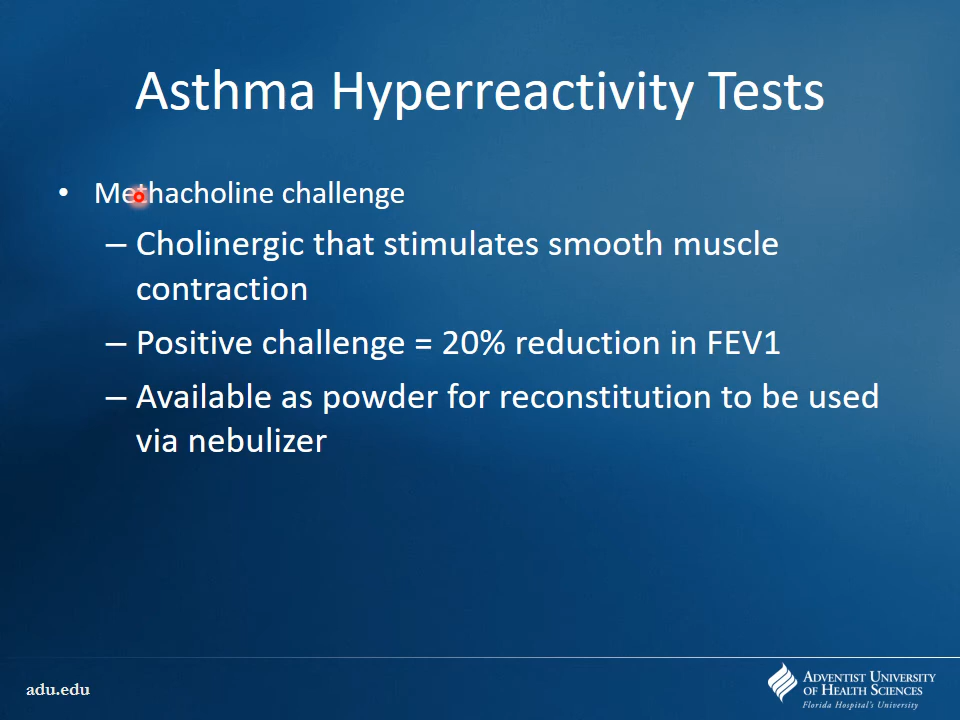 Asthma Hyperreactivity Tests
• Methacholine challenge
– Cholinergic that stimulates smooth muscle
contraction
– Positive challenge = 20% reduction in FEV1
– Available as powder for reconstitution to be used
via nebulizer
adu.edu
ADVENTIST UNIVERSITY
OF HEALTH SCIENCES
Florida Hospital's University